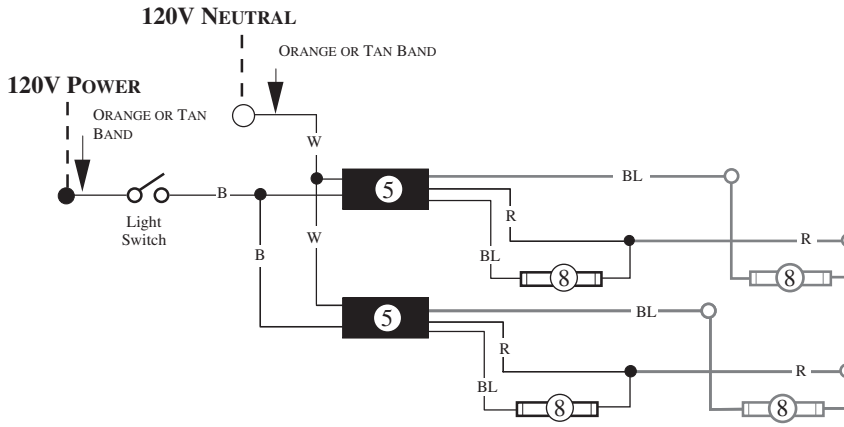 120V NEUTRAL
ORANGE OR TAN BAND
120V POWER
ORANGE OR TAN
BAND
W
BL
5
B
R
R
Light
Switch
BL
8
8
B
W
BL
5
R
R
BL
8
8